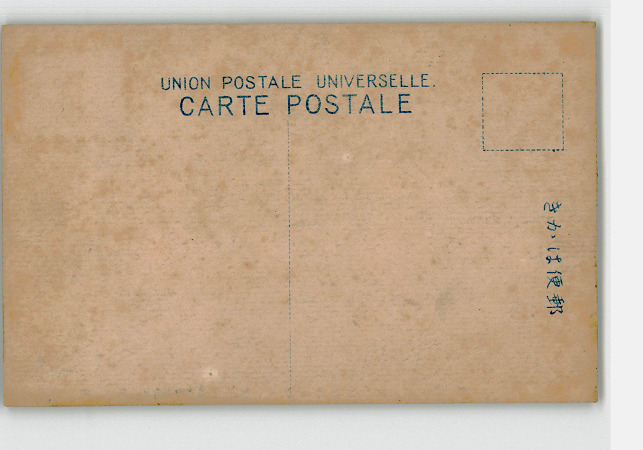 UNION POSTALE UNIVERSELLE.
CARTE POSTALE
きかは便郵